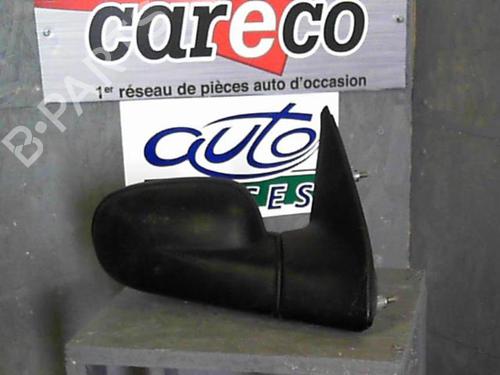 careco
1er réseau de pièces auto d'occasion
auto
B-PARTS